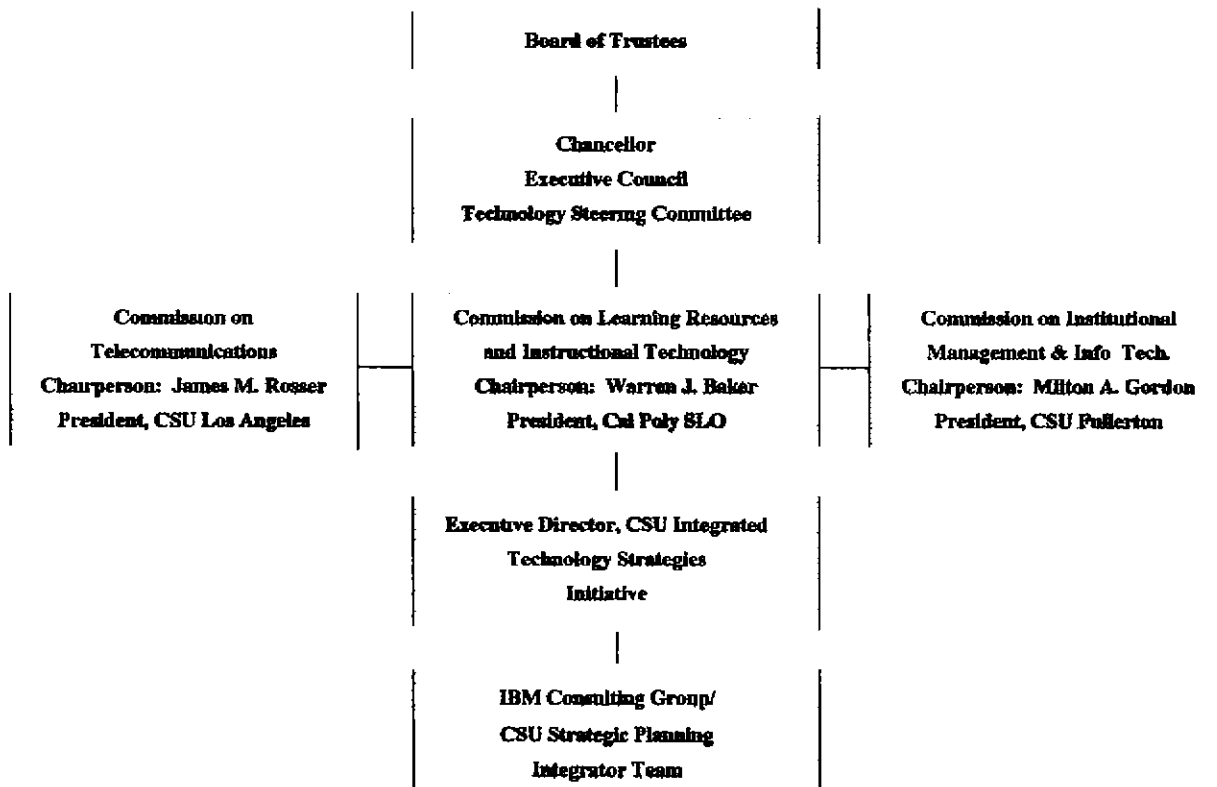 Board of Trustees
Chancellor
Executive Council
Technology Steering Committee
Commission on
Telecommunications
Chairperson: James M. Rosser
President, CSU Los Angeles
Commission on Learning Resources
and Instructional Technology
Chairperson: Warren J. Baker
President, Cal Poly SLO
Commission on Institutional
Management & Info Tech.
Chairperson: Milton A. Gordon
President, CSU Fullerton
Executive Director, CSU Integrated
Technology Strategies
Initiative
IBM Consulting Group/
CSU Strategic Planning
Integrator Team